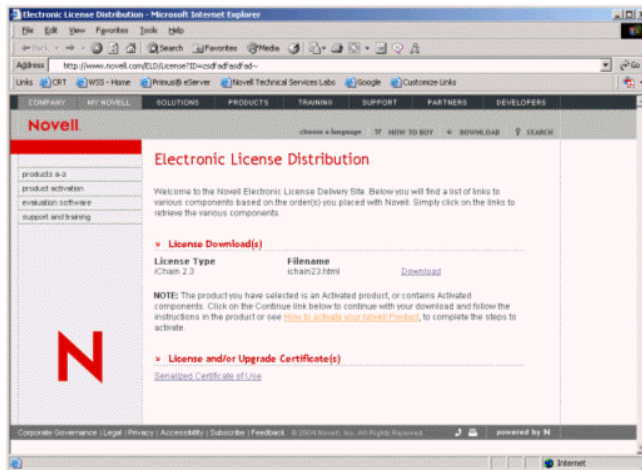 Electronic License Distribution - Microsoft Internet Explorer
File Edit View Favorites Tools Help
Back Search Favorites Media
Address http://www.novell.com/ELD/License?ID=zsdFadfasdfad~ Go
Links CRT WSS - Home Primus® eServer Novell Technical Services Labs Google Customize Links
COMPANY MY NOVELL SOLUTIONS PRODUCTS TRAINING SUPPORT PARTNERS DEVELOPERS
Novell.
choose a language HOW TO BUY DOWNLOAD SEARCH
Electronic License Distribution
products a-z
product activation
evaluation software
support and training
Welcome to the Novell Electronic License Delivery Site. Below you will find a list of links to
various components based on the order(s) you placed with Novell. Simply click on the links to
retrieve the various components.
License Download(s)
License Type Filename
iChain 2.3 ichain23.html Download
NOTE: The product you have selected is an Activated product, or contains Activated
components. Click on the Continue link below to continue with your download and follow the
instructions in the product or see How to activate your Novell Product, to complete the steps to
activate.
N
License and/or Upgrade Certificate(s)
Serialized Certificate of Use
Corporate Governance | Legal | Privacy | Accessibility | Subscribe | Feedback © 2004 Novell, Inc. All Rights Reserved. powered by N
Internet